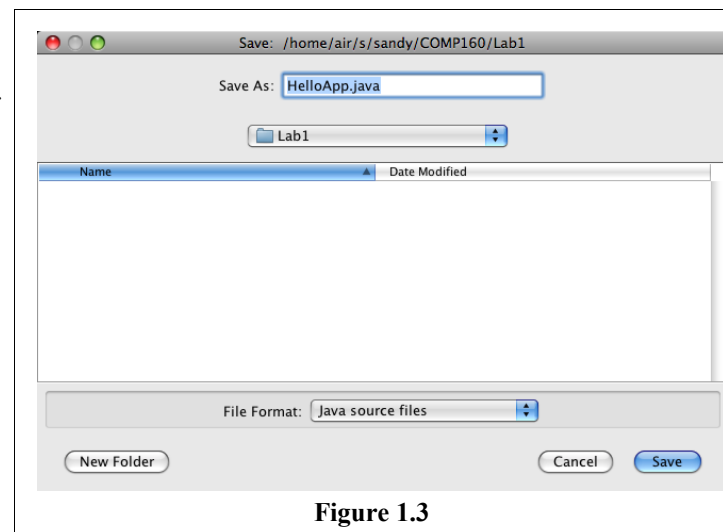 Save: /home/air/s/sandy/COMP160/Lab1
Save As: HelloApp.java
Lab1
Name Date Modified
File Format: Java source files
New Folder Cancel Save
Figure 1.3